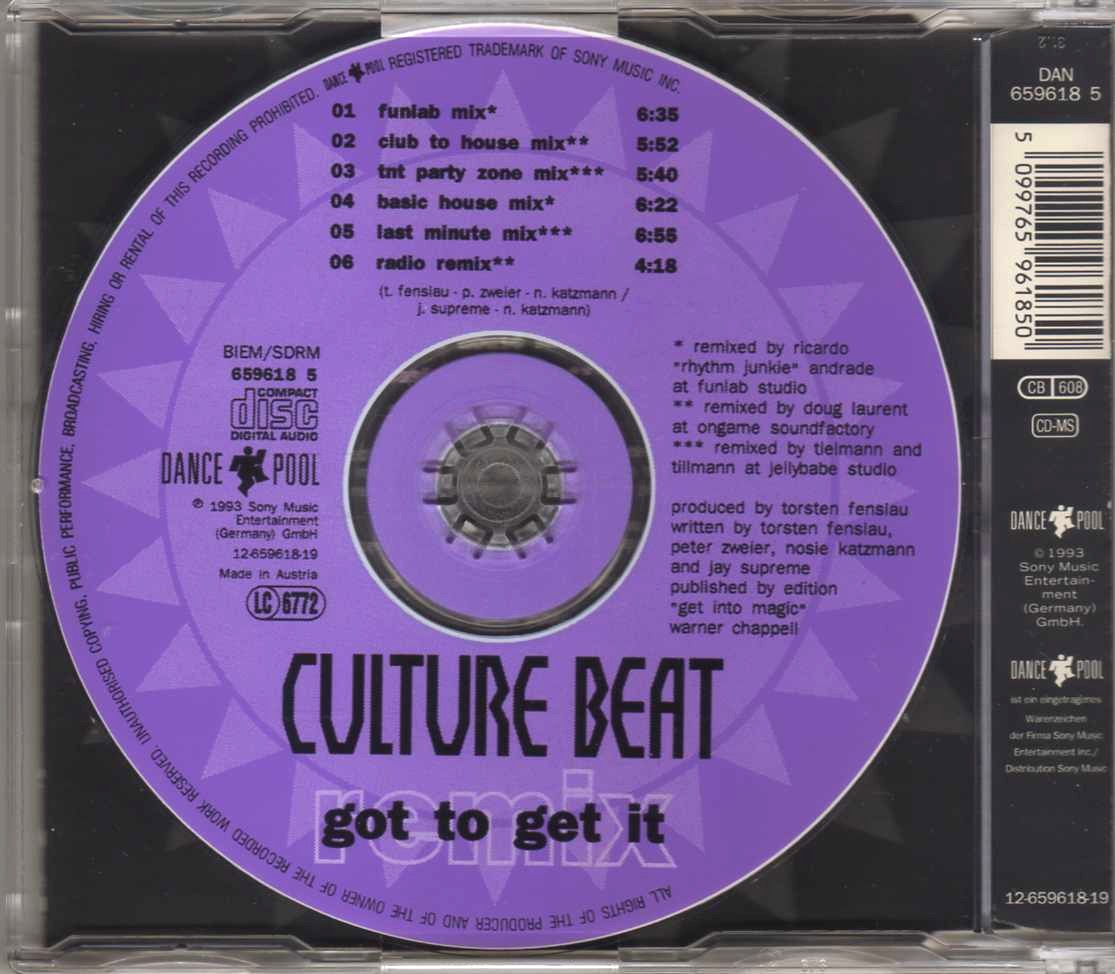 DANCE POOL REGISTERED TRADEMARK OF SONY MUSIC INC.
01 funlab mix* 6:35
02 club to house mix** 5:52
03 tnt party zone mix*** 5:40
04 basic house mix* 6:22
05 last minute mix*** 6:55
06 radio remix** 4:18
(t. fenslau - p. zweier - n. katzmann /
j. supreme - n. katzmann)
BIEM/SDRM
659618 5
COMPACT
disc
DIGITAL AUDIO
DANCE POOL
℗ 1993 Sony Music
Entertainment
(Germany) GmbH
12-659618-19
Made in Austria
LC 6772
* remixed by ricardo
"rhythm junkie" andrade
at funlab studio
** remixed by doug laurent
at ongame soundfactory
*** remixed by tielmann and
tillmann at jellybabe studio
produced by torsten fenslau
written by torsten fenslau,
peter zweier, nosie katzmann
and jay supreme
published by edition
"get into magic"
warner chappell
CULTURE BEAT
remix
got to get it
ALL RIGHTS OF THE PRODUCER AND OF THE OWNER OF THE RECORDED WORK RESERVED. UNAUTHORISED COPYING, PUBLIC PERFORMANCE, BROADCASTING, HIRING OR RENTAL OF THIS RECORDING PROHIBITED.
31.2
DAN
659618 5
5 099765 961850
CB 608
CD-MS
DANCE POOL
© 1993
Sony Music
Entertain-
ment
(Germany)
GmbH.
DANCE POOL
ist ein eingetragenes
Warenzeichen
der Firma Sony Music
Entertainment Inc./
Distribution Sony Music
12-659618-19